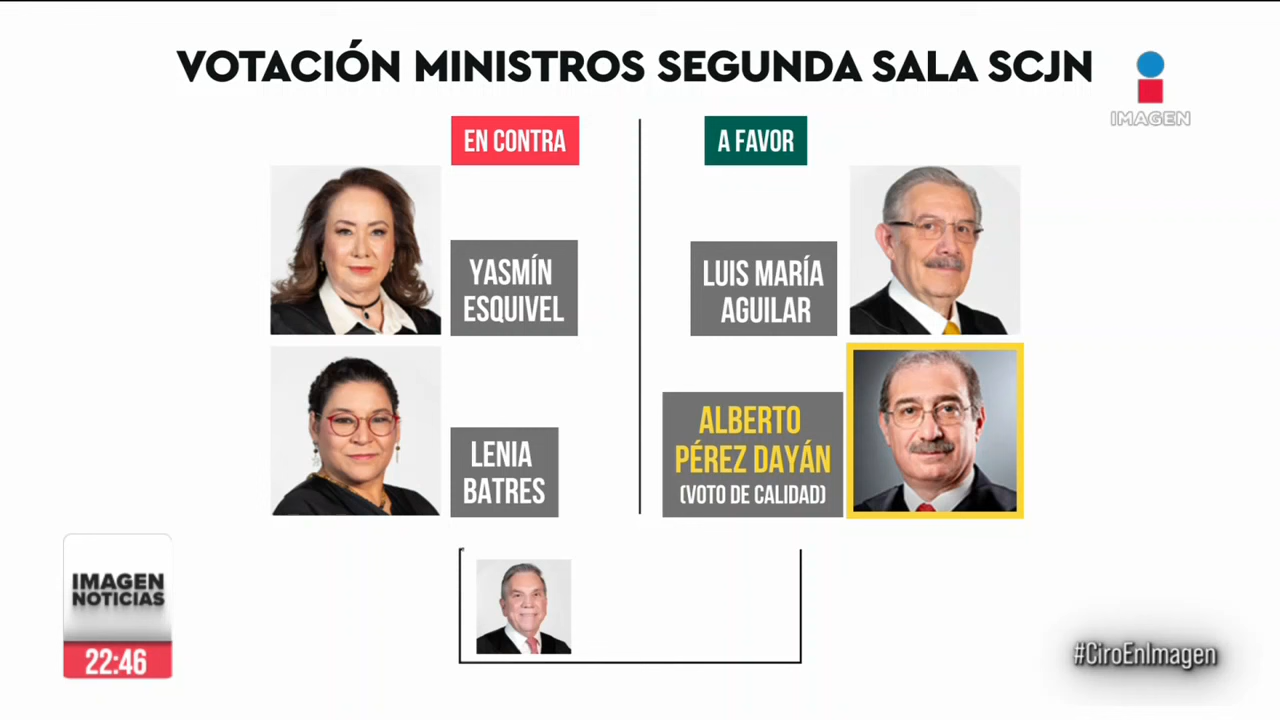 VOTACIÓN MINISTROS SEGUNDA SALA SCJN
IMAGEN
EN CONTRA
A FAVOR
YASMÍN
ESQUIVEL
LUIS MARÍA
AGUILAR
LENIA
BATRES
ALBERTO
PÉREZ DAYÁN
(VOTO DE CALIDAD)
IMAGEN
NOTICIAS
22:46
#CiroEnImagen